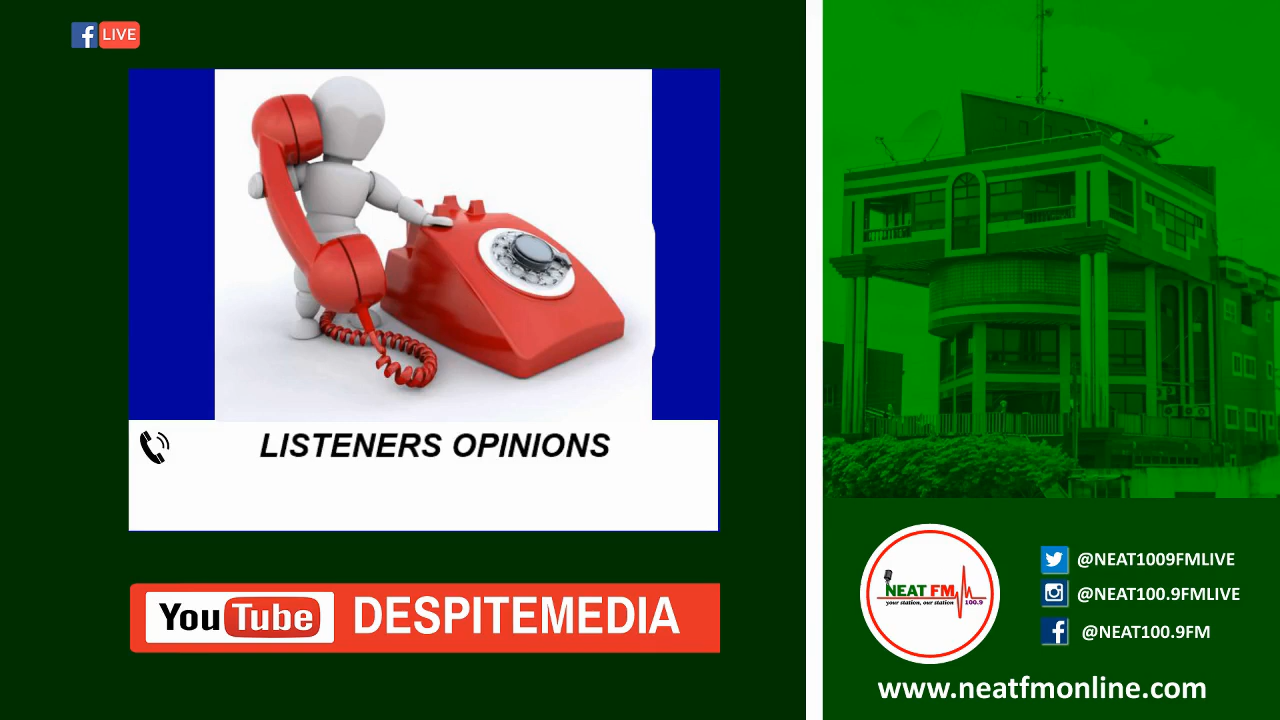 LIVE
LISTENERS OPINIONS
YouTube DESPITEMEDIA
NEAT FM
your station, our station 100.9
@NEAT1009FMLIVE
@NEAT100.9FMLIVE
@NEAT100.9FM
www.neatfmonline.com